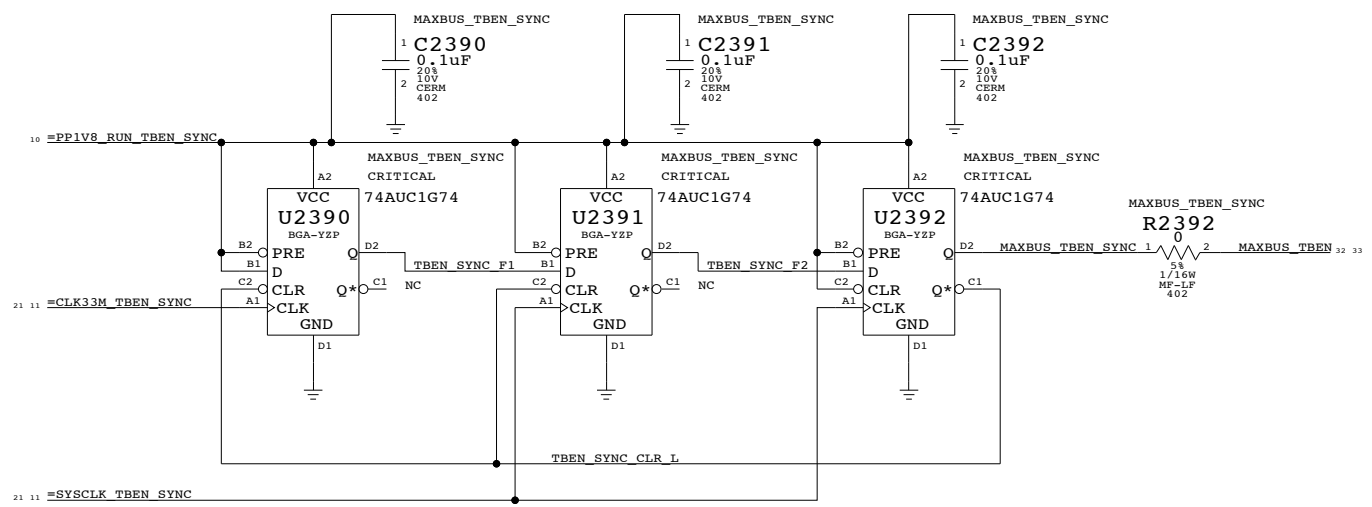 MAXBUS_TBEN_SYNC
1 C2390
0.1uF
20%
10V
2 CERM
402
MAXBUS_TBEN_SYNC
1 C2391
0.1uF
20%
10V
2 CERM
402
MAXBUS_TBEN_SYNC
1 C2392
0.1uF
20%
10V
2 CERM
402
10 =PP1V8_RUN_TBEN_SYNC
MAXBUS_TBEN_SYNC
CRITICAL
74AUC1G74
A2
VCC
U2390
BGA-YZP
B2 PRE Q D2
B1 D
C2 CLR Q* C1 NC
A1 CLK
GND
D1
TBEN_SYNC_F1
MAXBUS_TBEN_SYNC
CRITICAL
74AUC1G74
A2
VCC
U2391
BGA-YZP
B2 PRE Q D2
B1 D
C2 CLR Q* C1 NC
A1 CLK
GND
D1
TBEN_SYNC_F2
MAXBUS_TBEN_SYNC
CRITICAL
74AUC1G74
A2
VCC
U2392
BGA-YZP
B2 PRE Q D2
B1 D
C2 CLR Q* C1
A1 CLK
GND
D1
MAXBUS_TBEN_SYNC
R2392
0
MAXBUS_TBEN_SYNC 1 2 MAXBUS_TBEN 32 33
5%
1/16W
MF-LF
402
21 11 =CLK33M_TBEN_SYNC
TBEN_SYNC_CLR_L
21 11 =SYSCLK_TBEN_SYNC